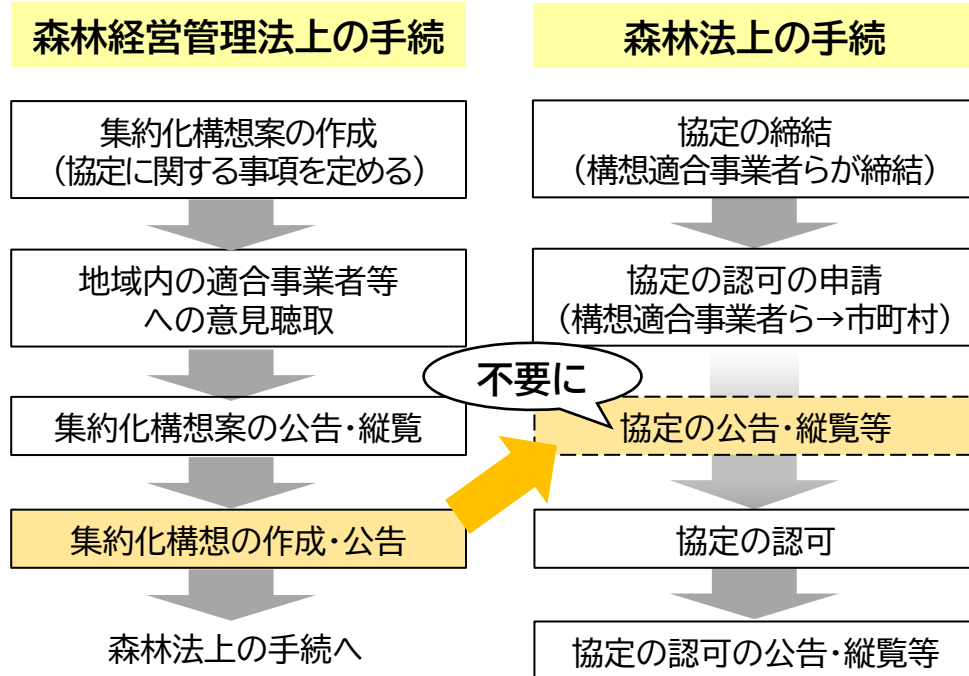 森林経営管理法上の手続
集約化構想案の作成
（協定に関する事項を定める）
地域内の適合事業者等
への意見聴取
集約化構想案の公告・縦覧
集約化構想の作成・公告
森林法上の手続へ
森林法上の手続
協定の締結
（構想適合事業者らが締結）
協定の認可の申請
（構想適合事業者ら→市町村）
不要に
協定の公告・縦覧等
協定の認可
協定の認可の公告・縦覧等